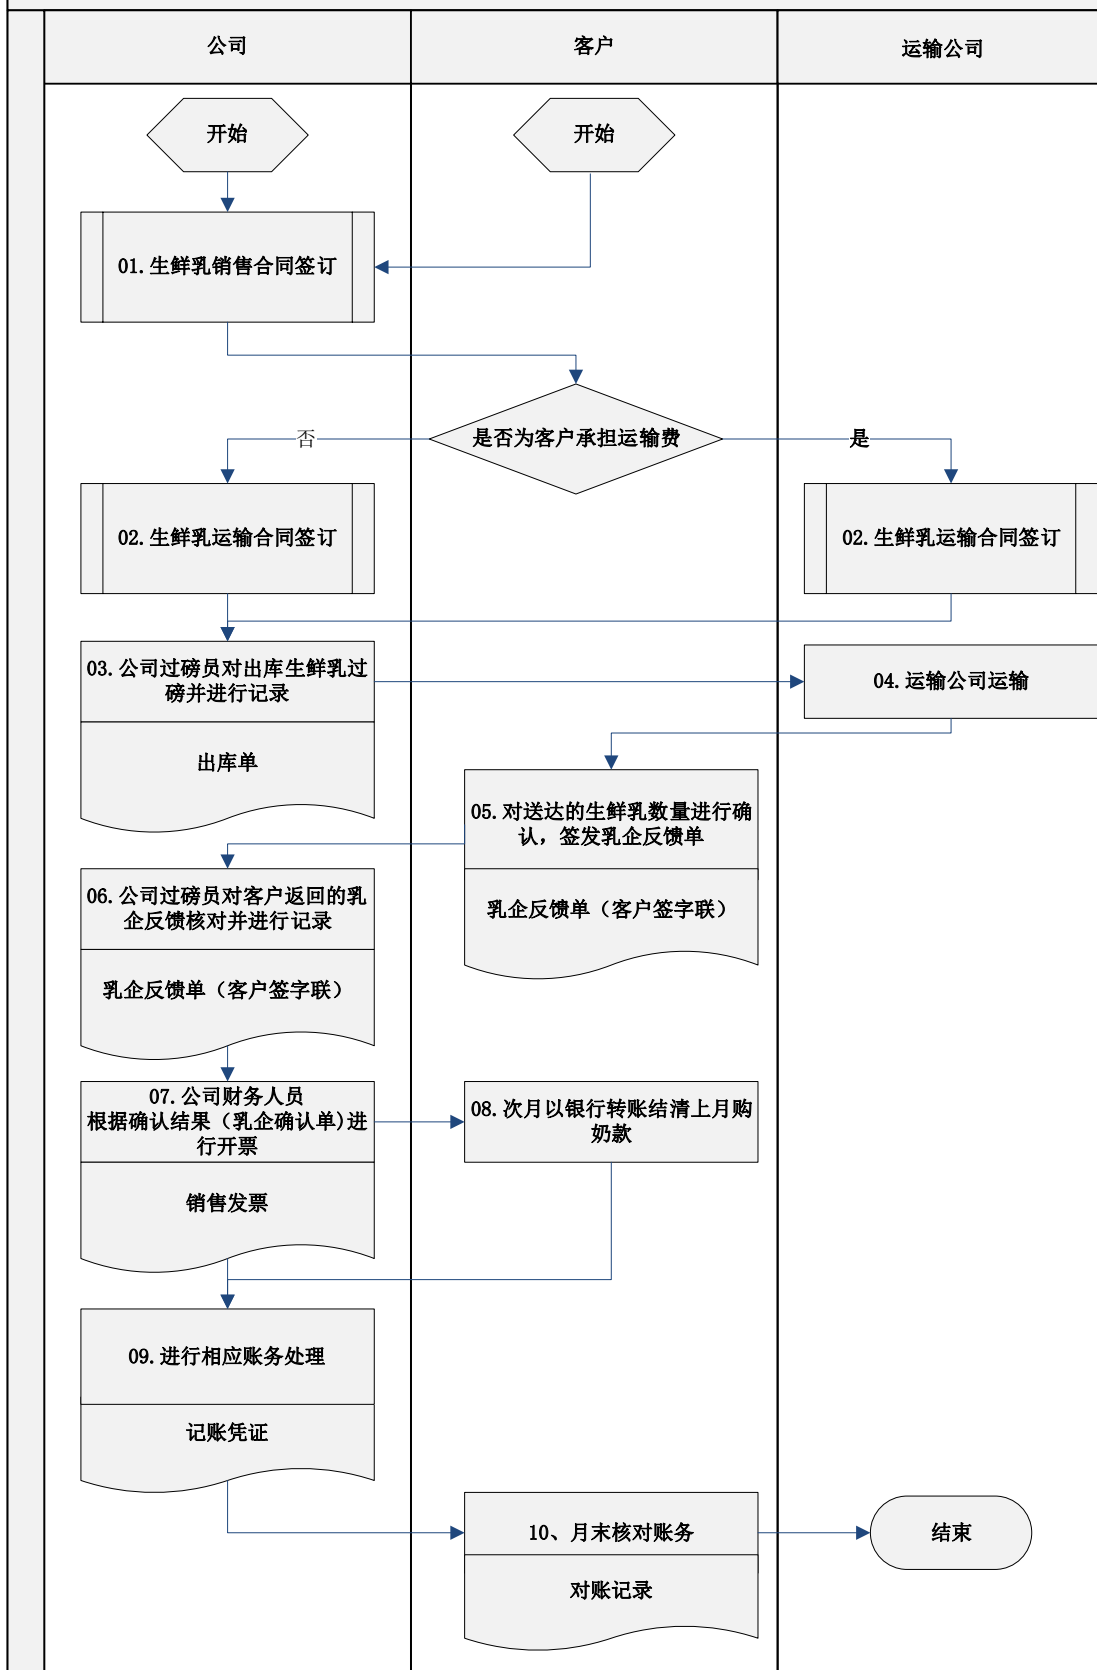 公司
客户
运输公司
开始
开始
01.生鲜乳销售合同签订
是否为客户承担运输费
否
是
02.生鲜乳运输合同签订
02.生鲜乳运输合同签订
03.公司过磅员对出库生鲜乳过
磅并进行记录
出库单
04.运输公司运输
05.对送达的生鲜乳数量进行确
认，签发乳企反馈单
乳企反馈单（客户签字联）
06.公司过磅员对客户返回的乳
企反馈核对并进行记录
乳企反馈单（客户签字联）
07.公司财务人员
根据确认结果（乳企确认单)进
行开票
销售发票
08.次月以银行转账结清上月购
奶款
09.进行相应账务处理
记账凭证
10、月末核对账务
对账记录
结束